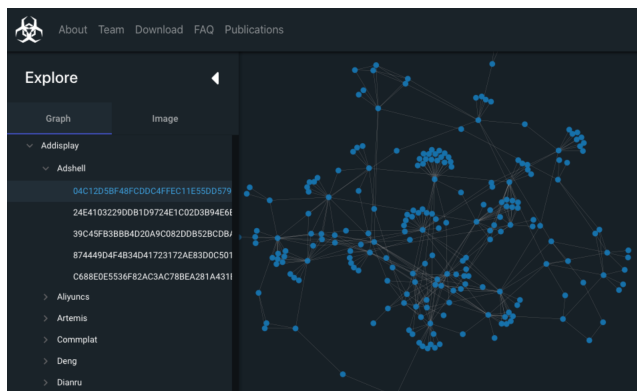 About Team Download FAQ Publications
Explore
Graph Image
Addisplay
Adshell
04C12D5BF48FCDDC4FFEC11E55DD579
24E4103229DDB1D9724E1C02D3B94E6E
39C45FB3BBB4D20A9C082DDB52BCDBA
874449D4F4B34D41723172AE83D0C501
C688E0E5536F82AC3AC78BEA281A431E
Aliyuncs
Artemis
Commplat
Deng
Dianru